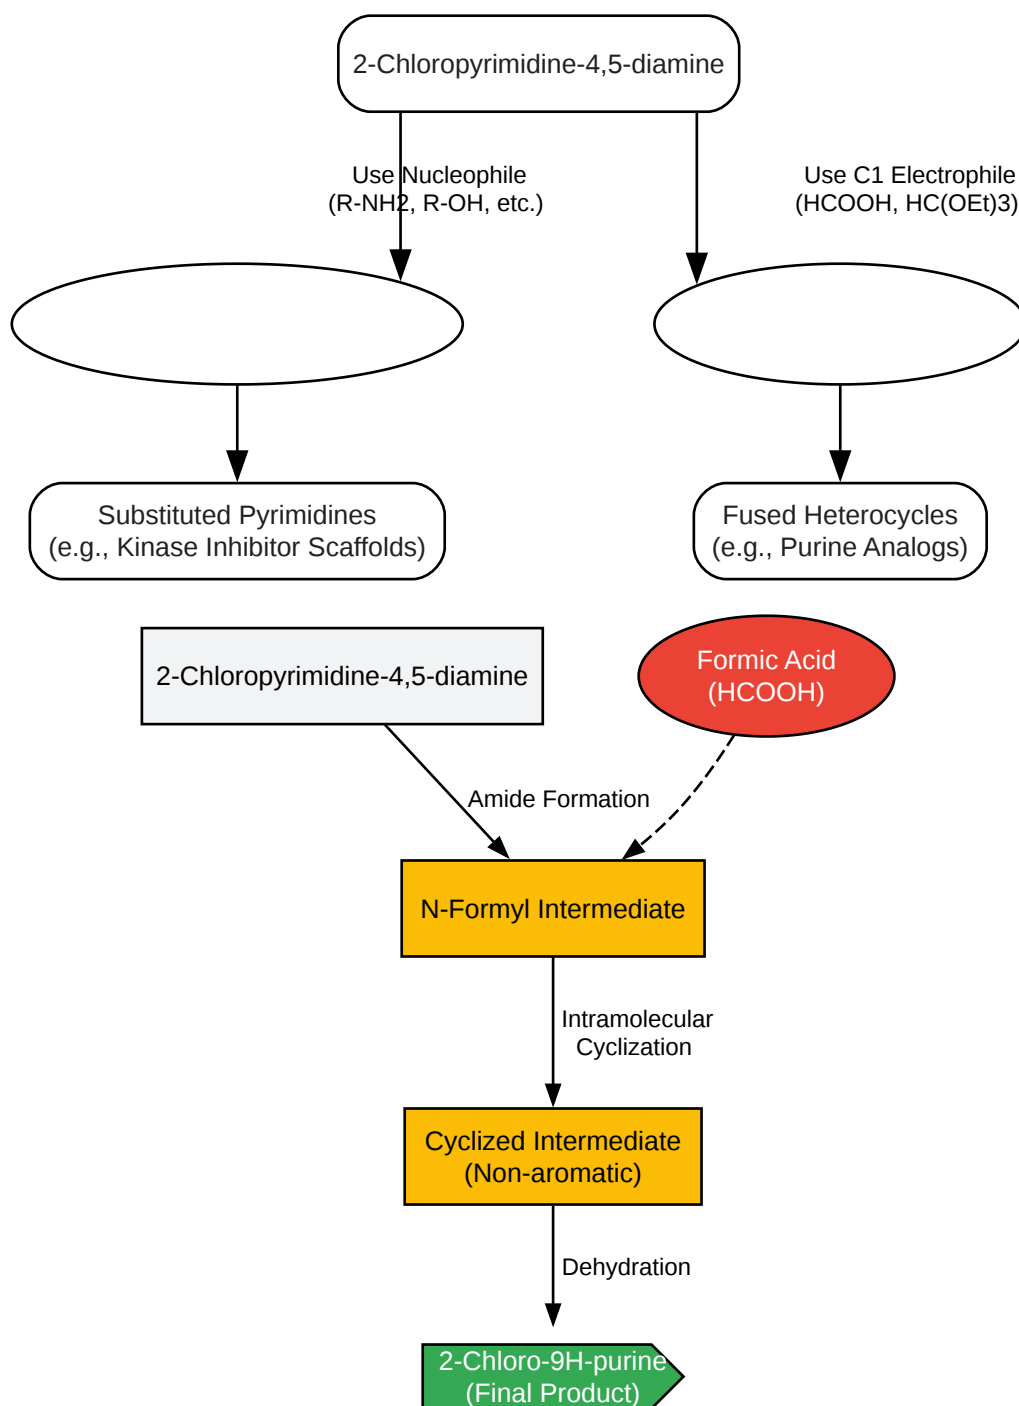 2-Chloropyrimidine-4,5-diamine
Use Nucleophile
(R-NH2, R-OH, etc.)
Use C1 Electrophile
(HCOOH, HC(OEt)3)
Substituted Pyrimidines
(e.g., Kinase Inhibitor Scaffolds)
Fused Heterocycles
(e.g., Purine Analogs)
2-Chloropyrimidine-4,5-diamine
Formic Acid
(HCOOH)
Amide Formation
N-Formyl Intermediate
Intramolecular
Cyclization
Cyclized Intermediate
(Non-aromatic)
Dehydration
2-Chloro-9H-purine
(Final Product)